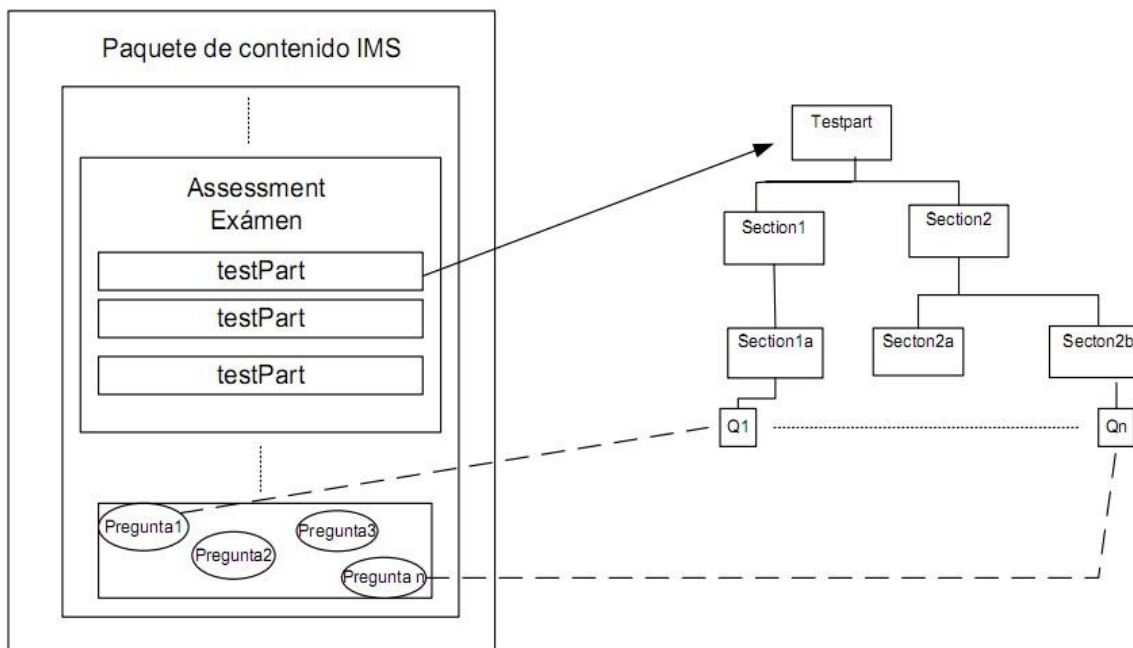 Paquete de contenido IMS
Assessment
Exámen
testPart
testPart
testPart
Pregunta1
Pregunta2
Pregunta3
Pregunta n
Testpart
Section1
Section2
Section1a
Secton2a
Secton2b
Q1
Qn